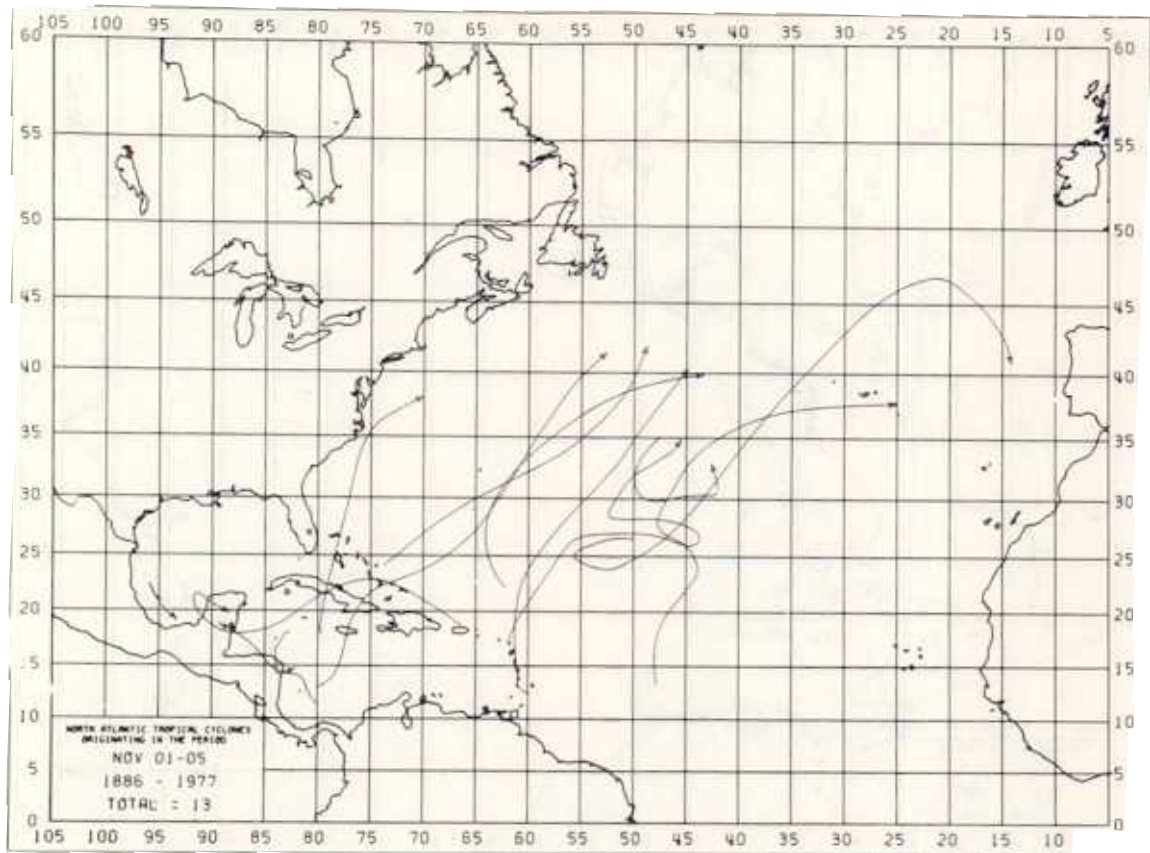 105 100 95 90 85 80 75 70 65 60 55 50 45 40 35 30 25 20 15 10 5
60 60
55 55
50 50
45 45
40 40
35 35
30 30
25 25
20 20
15 15
10 10
NORTH ATLANTIC TROPICAL CYCLONES
ORIGINATING IN THE PERIOD
NOV 01-05
5 5
1886 - 1977
TOTAL = 13
0 0
105 100 95 90 85 80 75 70 65 60 55 50 45 40 35 30 25 20 15 10